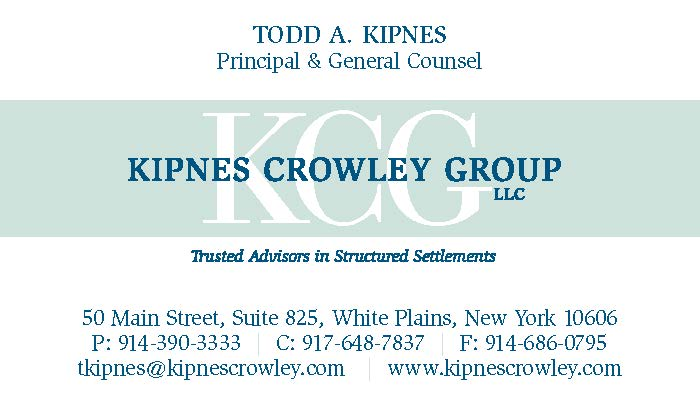 TODD A. KIPNES
Principal & General Counsel
KCG
KIPNES CROWLEY GROUP
LLC
Trusted Advisors in Structured Settlements
50 Main Street, Suite 825, White Plains, New York 10606
P: 914-390-3333 | C: 917-648-7837 | F: 914-686-0795
tkipnes@kipnescrowley.com | www.kipnescrowley.com